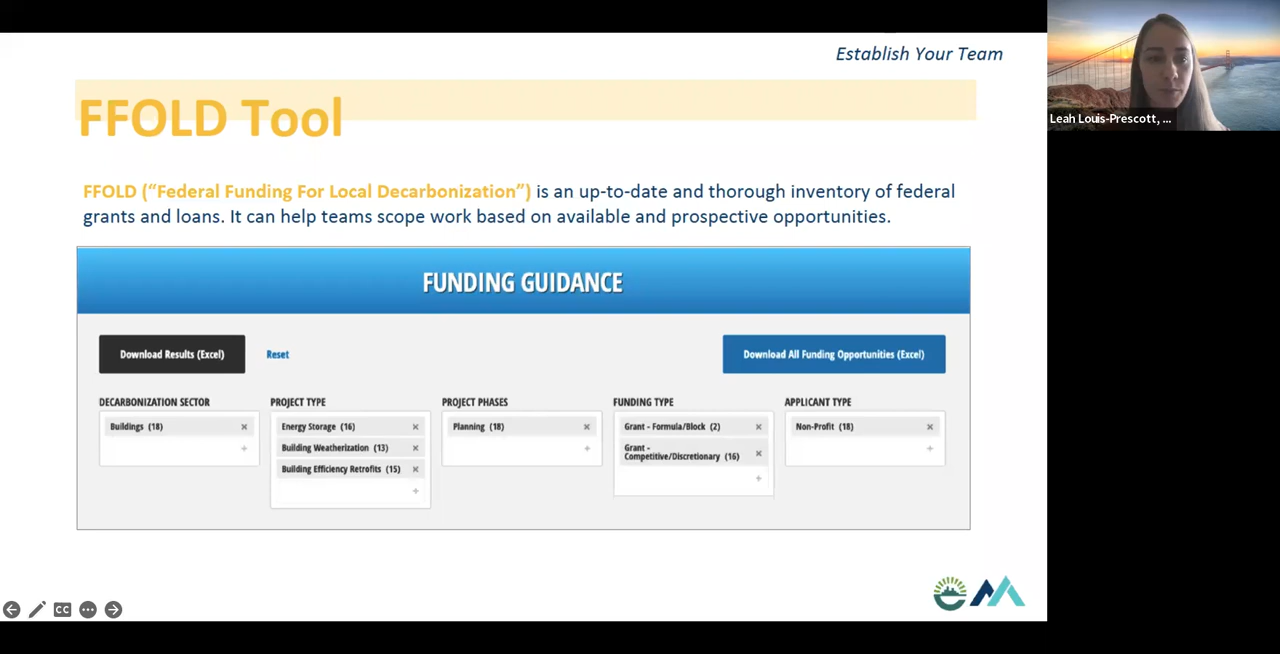 Establish Your Team
Leah Louis-Prescott, ...
FFOLD Tool
FFOLD (“Federal Funding For Local Decarbonization”) is an up-to-date and thorough inventory of federal
grants and loans. It can help teams scope work based on available and prospective opportunities.
FUNDING GUIDANCE
Download Results (Excel)
Reset
Download All Funding Opportunities (Excel)
DECARBONIZATION SECTOR
Buildings (18)
PROJECT TYPE
Energy Storage (16)
Building Weatherization (13)
Building Efficiency Retrofits (15)
PROJECT PHASES
Planning (18)
FUNDING TYPE
Grant - Formula/Block (2)
Grant -
Competitive/Discretionary (16)
APPLICANT TYPE
Non-Profit (18)
CC